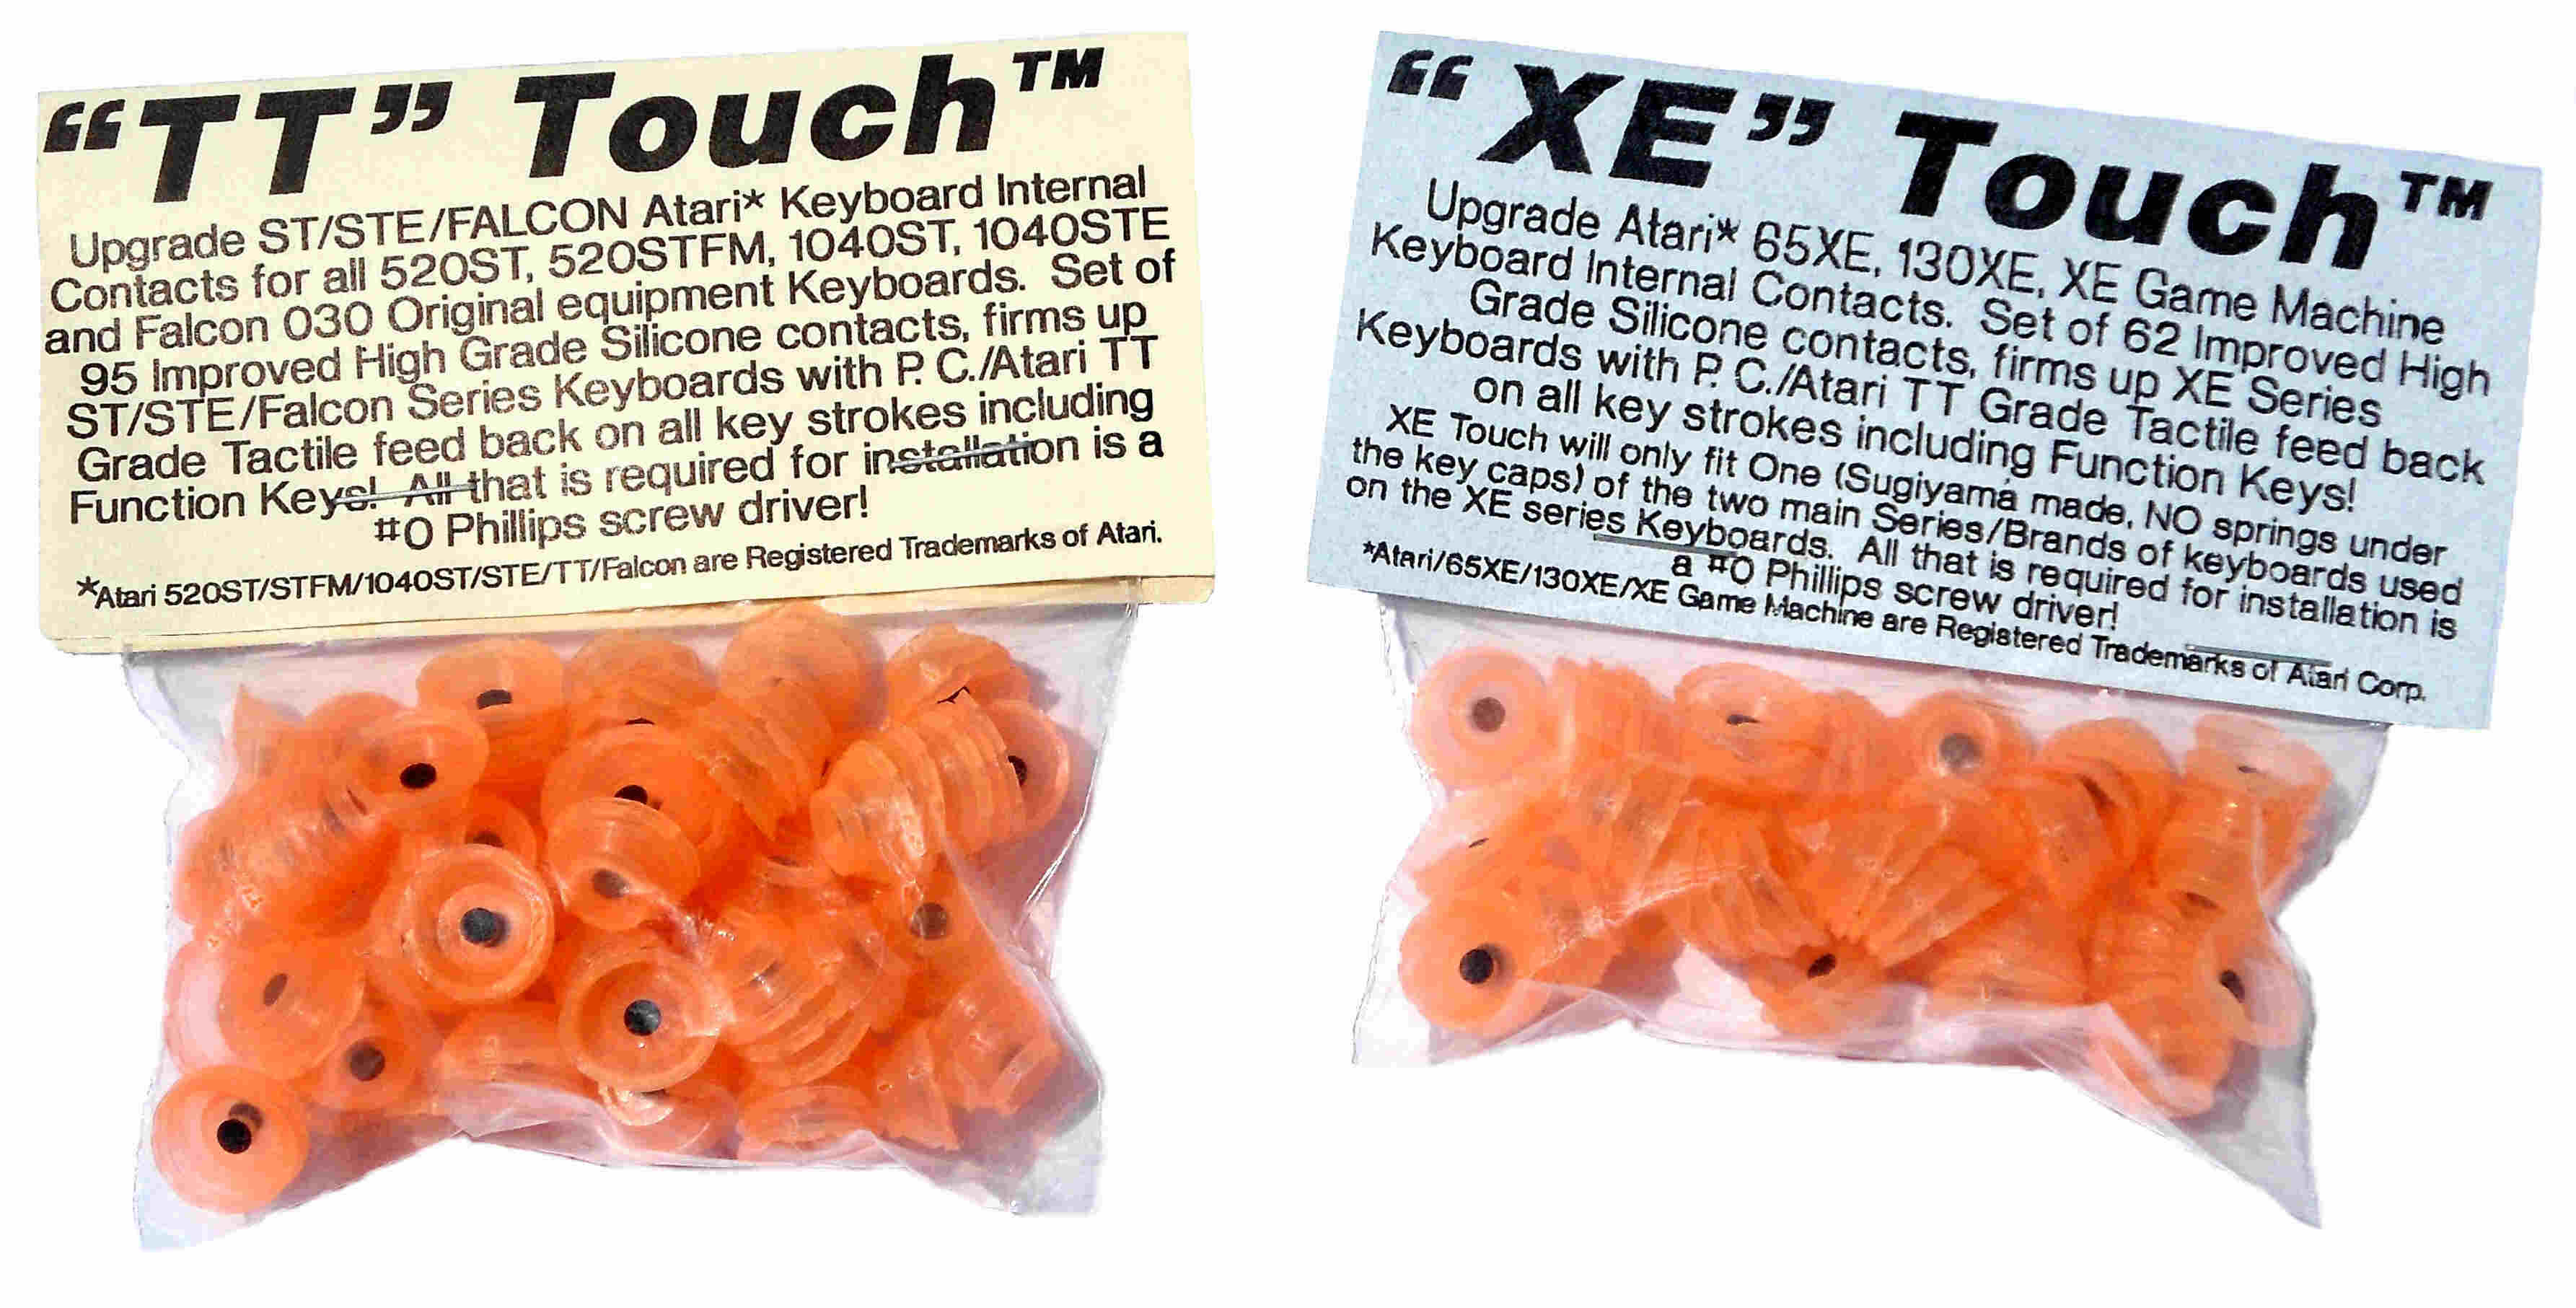 “TT” Touch™
Upgrade ST/STE/FALCON Atari* Keyboard Internal
Contacts for all 520ST, 520STFM, 1040ST, 1040STE
and Falcon 030 Original equipment Keyboards. Set of
95 Improved High Grade Silicone contacts, firms up
ST/STE/Falcon Series Keyboards with P. C./Atari TT
Grade Tactile feed back on all key strokes including
Function Keys! All that is required for installation is a
#0 Phillips screw driver!
*Atari 520ST/STFM/1040ST/STE/TT/Falcon are Registered Trademarks of Atari.
“XE” Touch™
Upgrade Atari* 65XE, 130XE, XE Game Machine
Keyboard Internal Contacts. Set of 62 Improved High
Grade Silicone contacts, firms up XE Series
Keyboards with P. C./Atari TT Grade Tactile feed back
on all key strokes including Function Keys!
XE Touch will only fit One (Sugiyama made, NO springs under
the key caps) of the two main Series/Brands of keyboards used
on the XE series Keyboards. All that is required for installation is
a #0 Phillips screw driver!
*Atari/65XE/130XE/XE Game Machine are Registered Trademarks of Atari Corp.